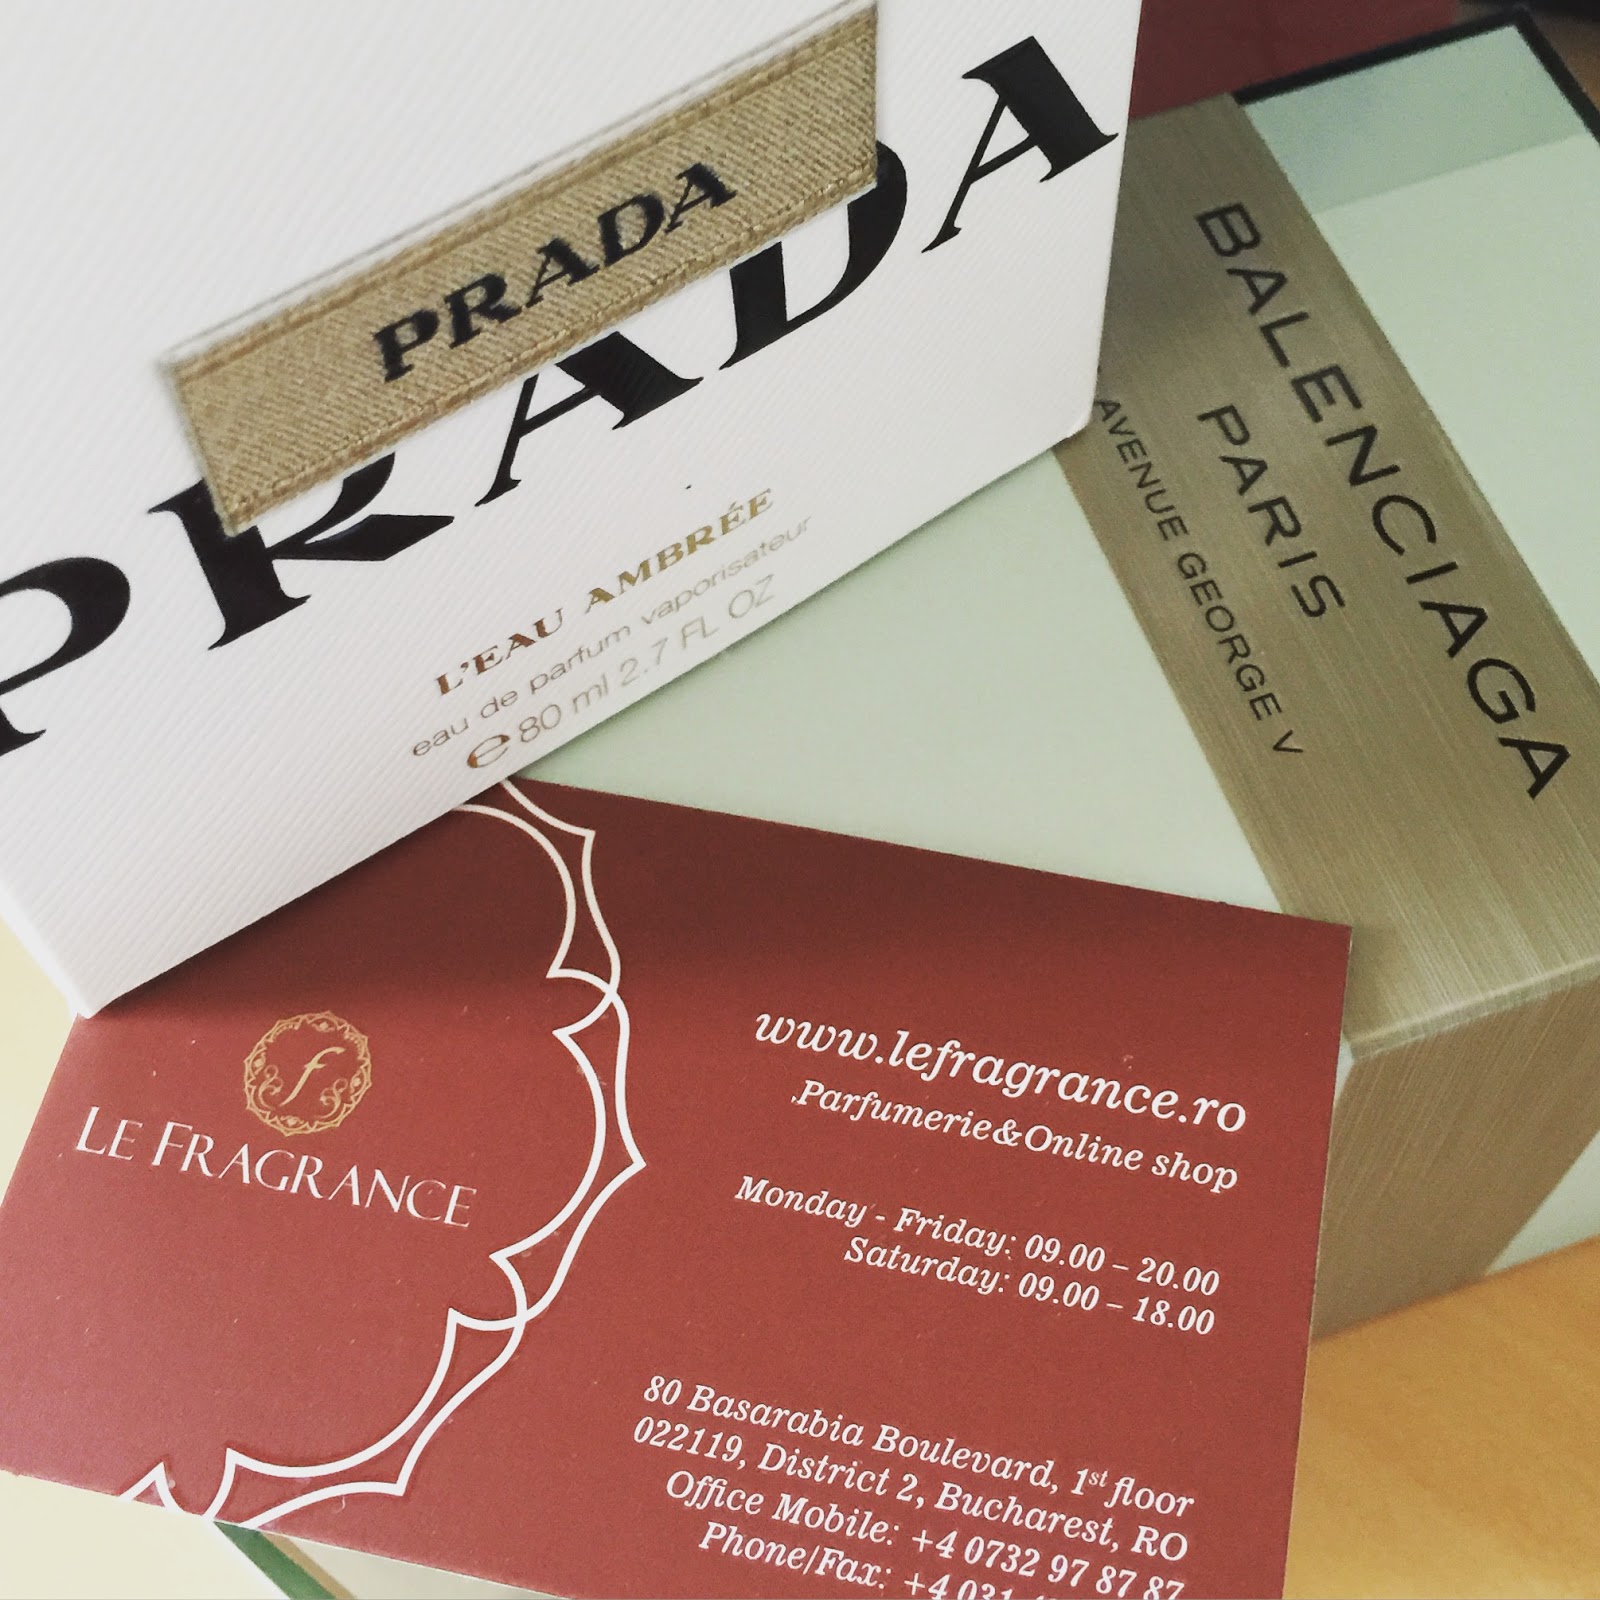 PRADA
PRADA
L'EAU AMBRÉE
eau de parfum vaporisateur
e 80 ml 2.7 FL OZ
BALENCIAGA
PARIS
AVENUE GEORGE V
f
LE FRAGRANCE
www.lefragrance.ro
Parfumerie&Online shop
Monday - Friday: 09.00 – 20.00
Saturday: 09.00 – 18.00
80 Basarabia Boulevard, 1st floor
022119, District 2, Bucharest, RO
Office Mobile: +4 0732 97 87 87
Phone/Fax: +4 031